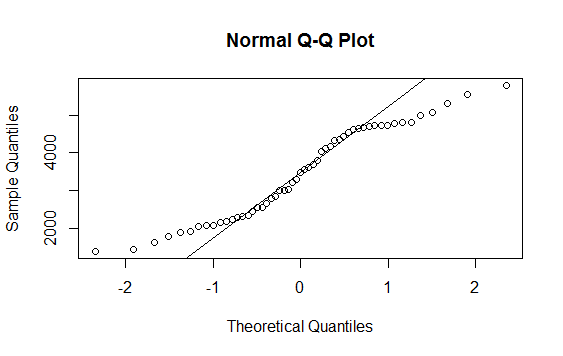 Normal Q-Q Plot
Sample Quantiles
4000
2000
-2 -1 0 1 2
Theoretical Quantiles